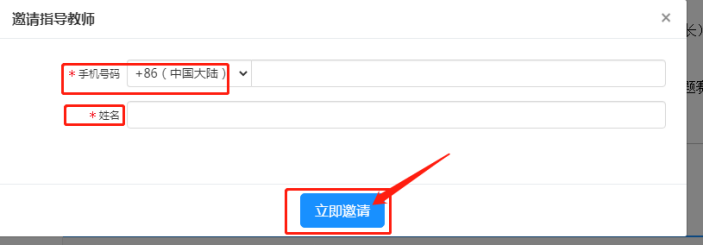 邀请指导教师 ×
长)
* 手机号码 +86（中国大陆）
* 姓名
立即邀请